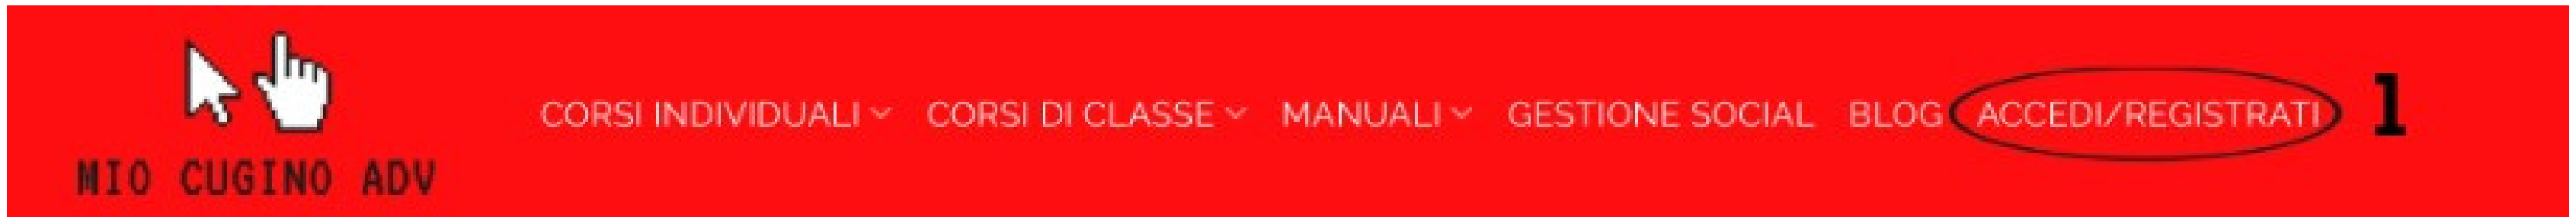 CORSI INDIVIDUALI CORSI DI CLASSE MANUALI GESTIONE SOCIAL BLOG ACCEDI/REGISTRATI 1
MIO CUGINO ADV